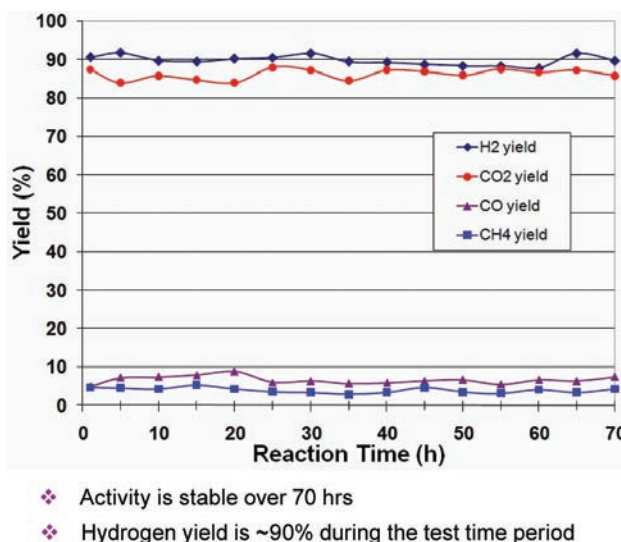 100
90
80
70
60
50
40
30
20
10
0
Yield (%)
H2 yield
CO2 yield
CO yield
CH4 yield
0 10 20 30 40 50 60 70
Reaction Time (h)
Activity is stable over 70 hrs
Hydrogen yield is ~90% during the test time period